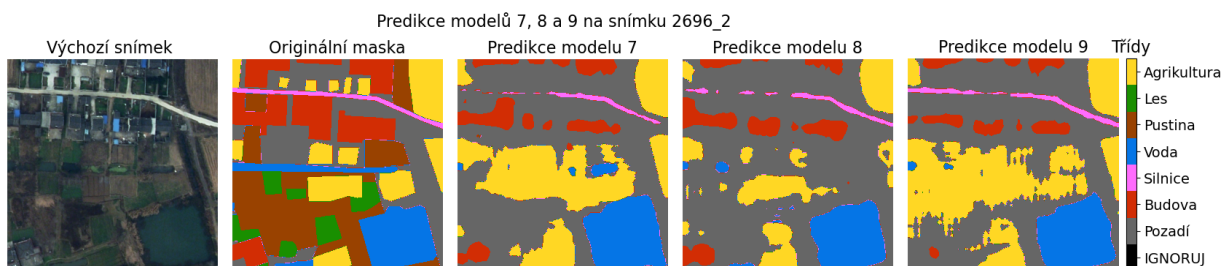 Predikce modelů 7, 8 a 9 na snímku 2696_2
Výchozí snímek
Originální maska
Predikce modelu 7
Predikce modelu 8
Predikce modelu 9
Třídy
Agrikultura
Les
Pustina
Voda
Silnice
Budova
Pozadí
IGNORUJ